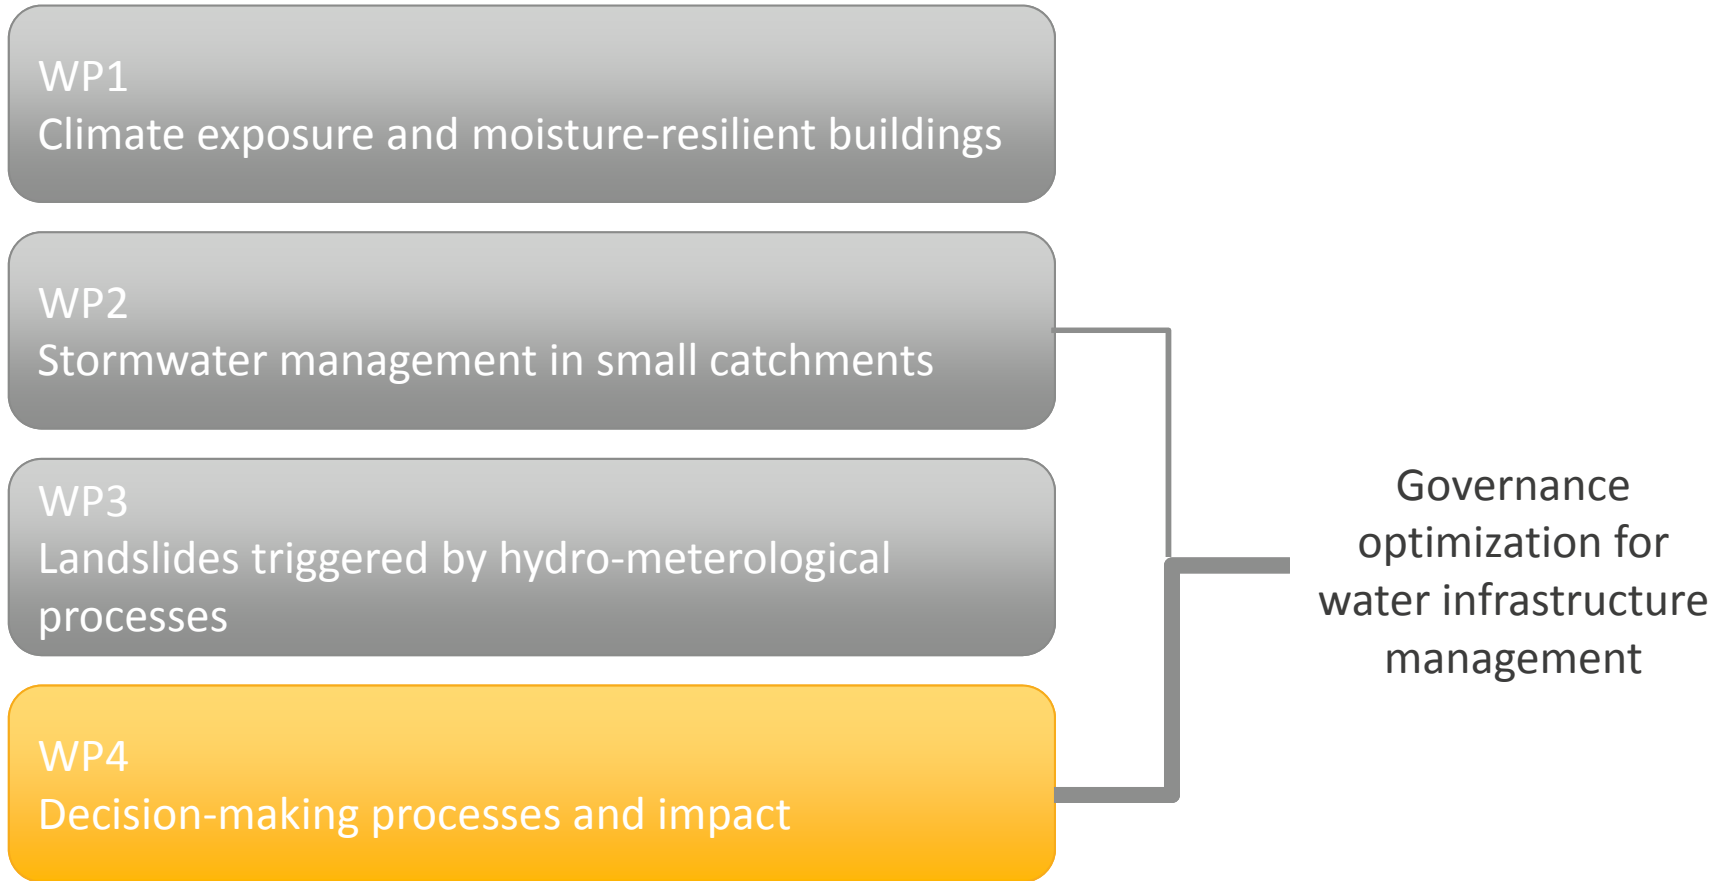 WP1
Climate exposure and moisture-resilient buildings
WP2
Stormwater management in small catchments
WP3
Landslides triggered by hydro-meterological
processes
WP4
Decision-making processes and impact
Governance
optimization for
water infrastructure
management